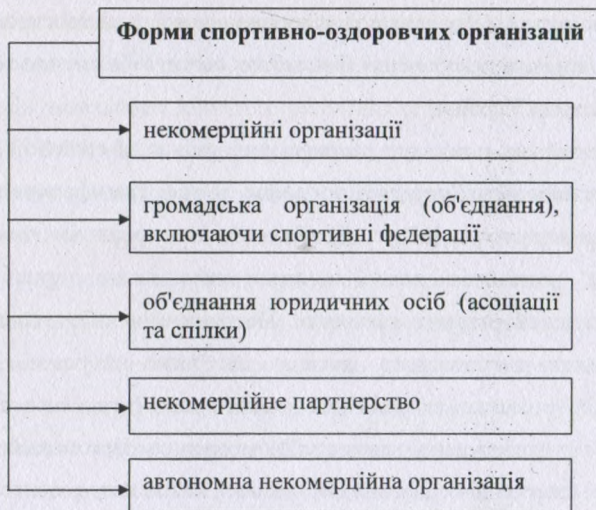 Форми спортивно-оздоровчих організацій
некомерційні організації
громадська організація (об'єднання),
включаючи спортивні федерації
об'єднання юридичних осіб (асоціації
та спілки)
некомерційне партнерство
автономна некомерційна організація